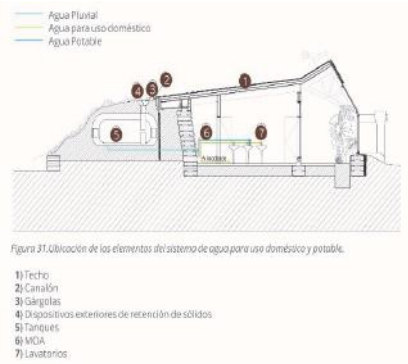 Agua Pluvial
Agua para uso doméstico
Agua Potable
1
2
3
4
5
6
7
Figura 31.Ubicación de los elementos del sistema de agua para uso doméstico y potable.
1) Techo
2) Canalón
3) Gárgolas
4) Dispositivos exteriores de retención de sólidos
5) Tanques
6) MOA
7) Lavatorios